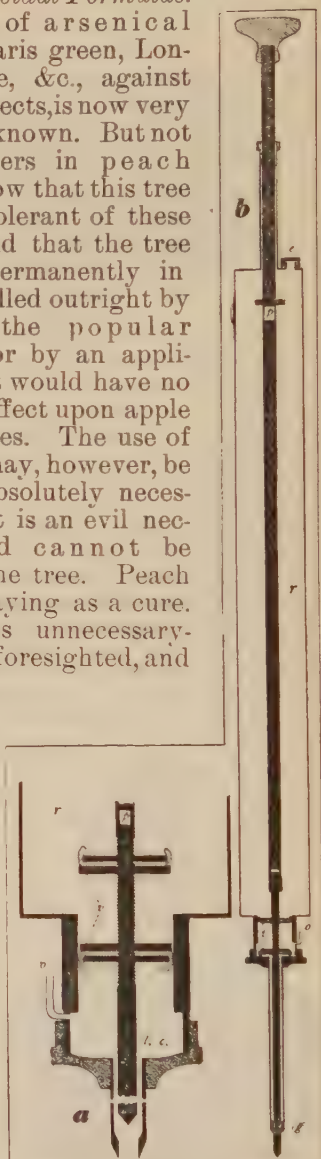 of arsenical
aris green, Lon-
e, &c., against
ects, is now very
known. But not
ers in peach
ow that this tree
olerant of these
d that the tree
ermanently in
lled outright by
the popular
or by an appli-
would have no
ffect upon apple
es. The use of
may, however, be
bsolutely neces-
t is an evil nec-
d cannot be
he tree. Peach
aying as a cure.
s unnecessary-
foresighted, and
b
c
p
r
i
o
g
r
p
v
n
l. c.
a